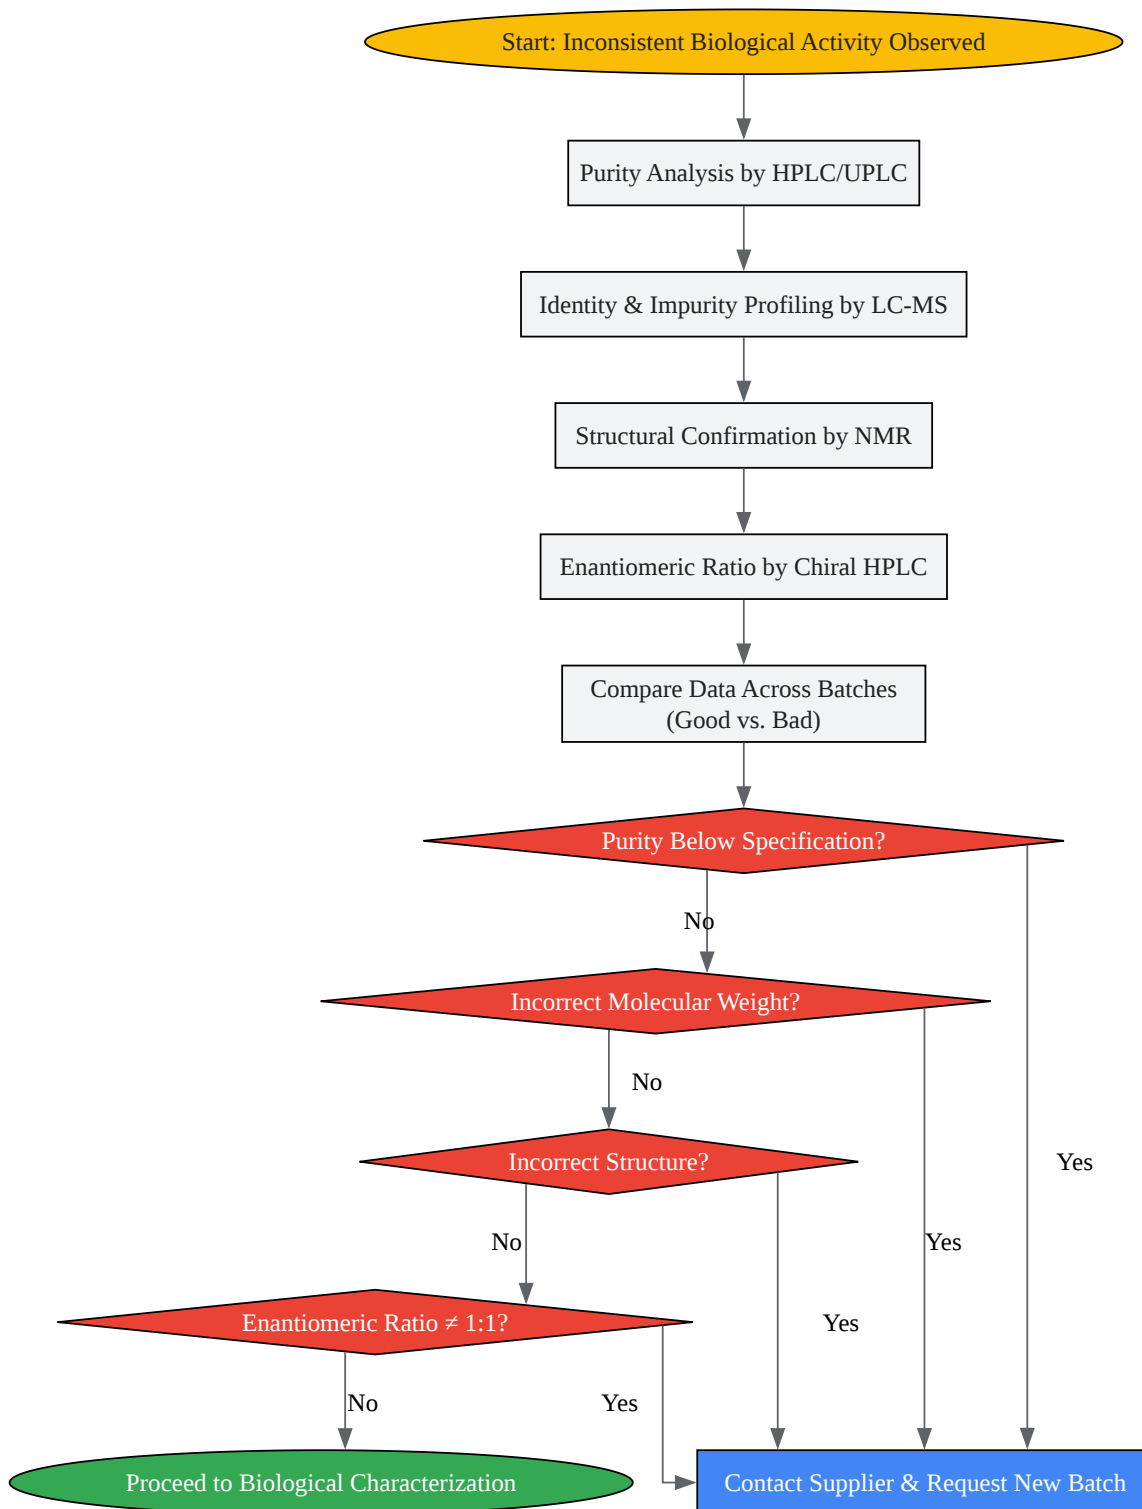 Start: Inconsistent Biological Activity Observed
Purity Analysis by HPLC/UPLC
Identity & Impurity Profiling by LC-MS
Structural Confirmation by NMR
Enantiomeric Ratio by Chiral HPLC
Compare Data Across Batches
(Good vs. Bad)
Purity Below Specification?
No
Incorrect Molecular Weight?
No
Incorrect Structure?
Yes
No
Yes
Enantiomeric Ratio ≠ 1:1?
Yes
No
Yes
Proceed to Biological Characterization
Contact Supplier & Request New Batch